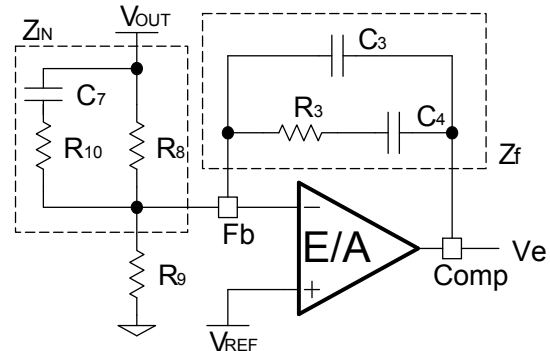 ZIN
VOUT
C7
R10
R8
C3
R3
C4
Zf
Fb
−
E/A
+
Comp
Ve
R9
VREF